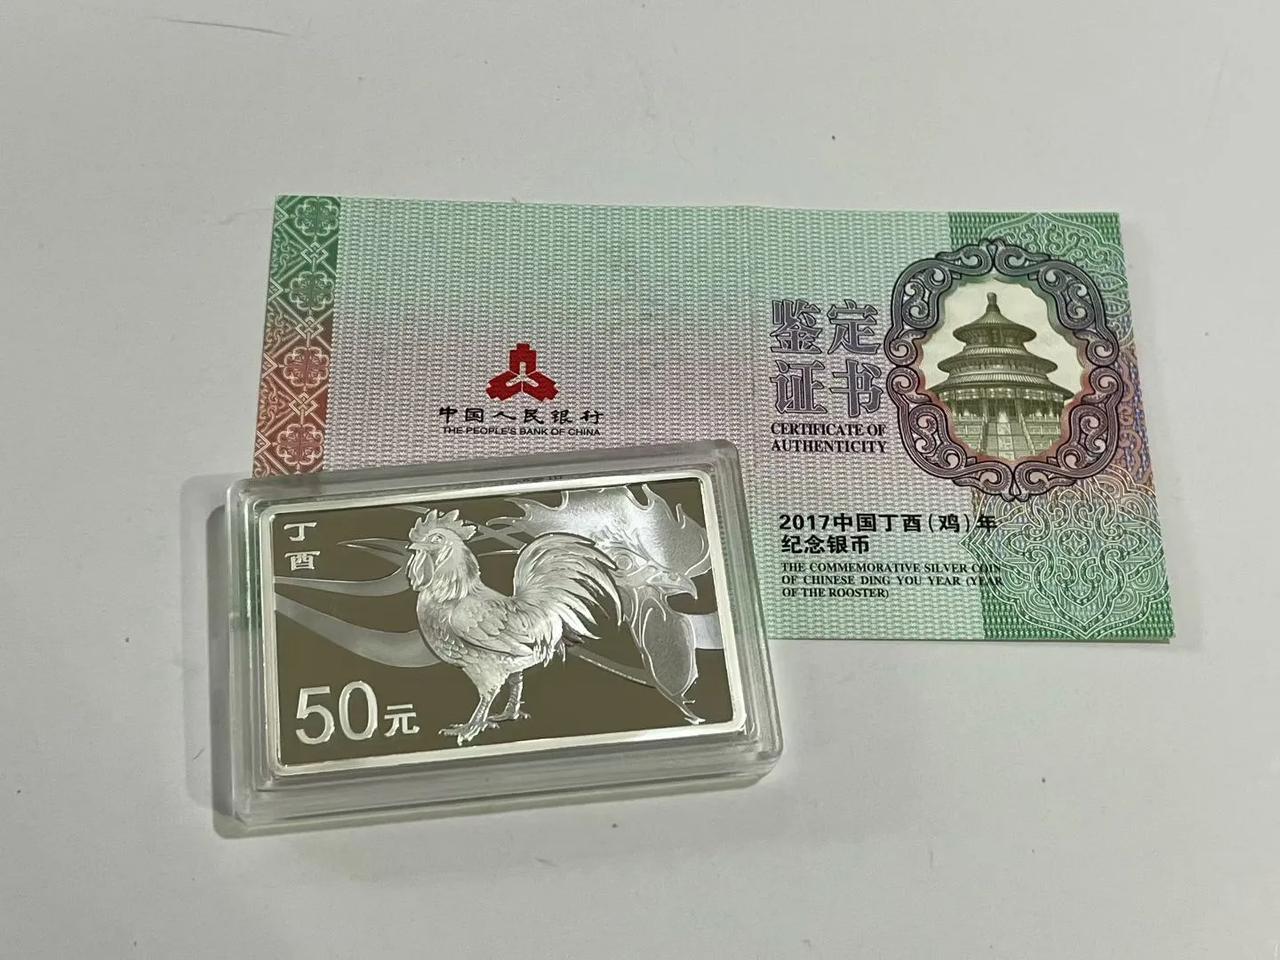 中国人民银行
THE PEOPLE'S BANK OF CHINA
鉴定
证书
CERTIFICATE OF
AUTHENTICITY
2017中国丁酉(鸡)年
纪念银币
THE COMMEMORATIVE SILVER COIN
OF CHINESE DING YOU YEAR (YEAR
OF THE ROOSTER)
丁
酉
50元